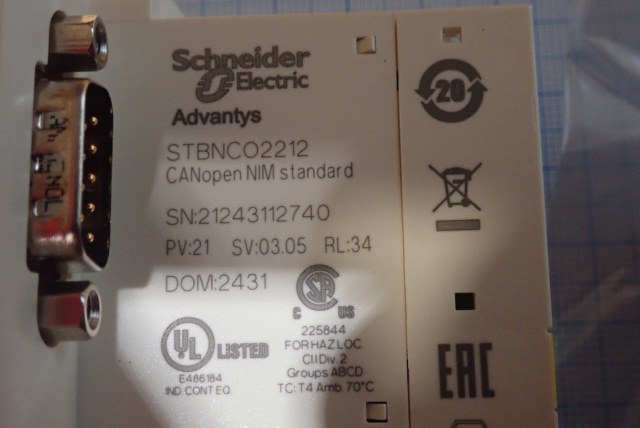 Schneider
Electric
Advantys
STBNCO2212
CANopen NIM standard
SN:21243112740
PV:21 SV:03.05 RL:34
DOM:2431
C US
UL LISTED
E486184
IND CONT EQ.
225844
FOR HAZ LOC
CII Div. 2
Groups ABCD
TC: T4 Amb. 70°C
20
EAC